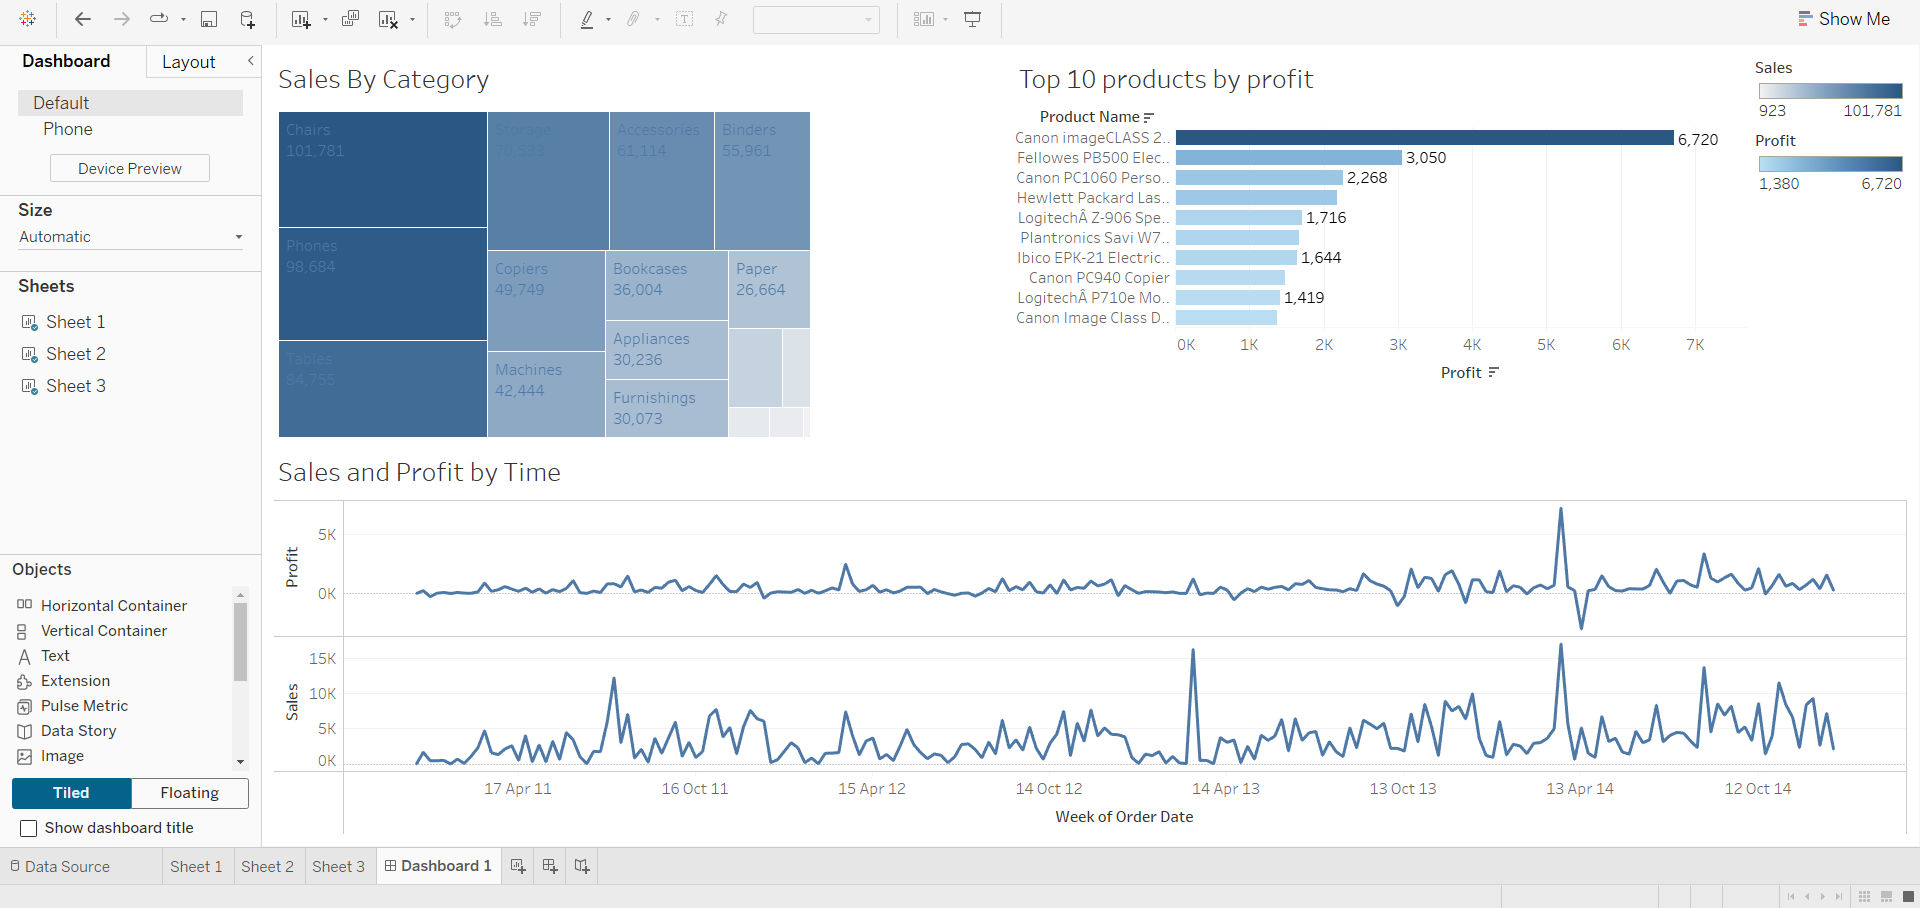 Show Me
Dashboard
Layout
Default
Phone
Device Preview
Size
Automatic
Sheets
Sheet 1
Sheet 2
Sheet 3
Objects
Horizontal Container
Vertical Container
Text
Extension
Pulse Metric
Data Story
Image
Tiled
Floating
Show dashboard title
Sales By Category
Chairs
101,781
Phones
98,684
Tables
84,755
Storage
Accessories
61,114
Binders
55,961
Copiers
49,749
Machines
42,444
Bookcases
36,004
Appliances
30,236
Furnishings
30,073
Paper
26,664
Top 10 products by profit
Product Name
Canon imageCLASS 2.. 6,720
Fellowes PB500 Elec.. 3,050
Canon PC1060 Perso.. 2,268
Hewlett Packard Las..
LogitechÂ Z-906 Spe.. 1,716
Plantronics Savi W7..
Ibico EPK-21 Electric.. 1,644
Canon PC940 Copier
LogitechÂ P710e Mo.. 1,419
Canon Image Class D..
0K 1K 2K 3K 4K 5K 6K 7K
Profit
Sales
923 101,781
Profit
1,380 6,720
Sales and Profit by Time
Profit
5K
0K
Sales
15K
10K
5K
0K
17 Apr 11 16 Oct 11 15 Apr 12 14 Oct 12 14 Apr 13 13 Oct 13 13 Apr 14 12 Oct 14
Week of Order Date
Data Source
Sheet 1
Sheet 2
Sheet 3
Dashboard 1